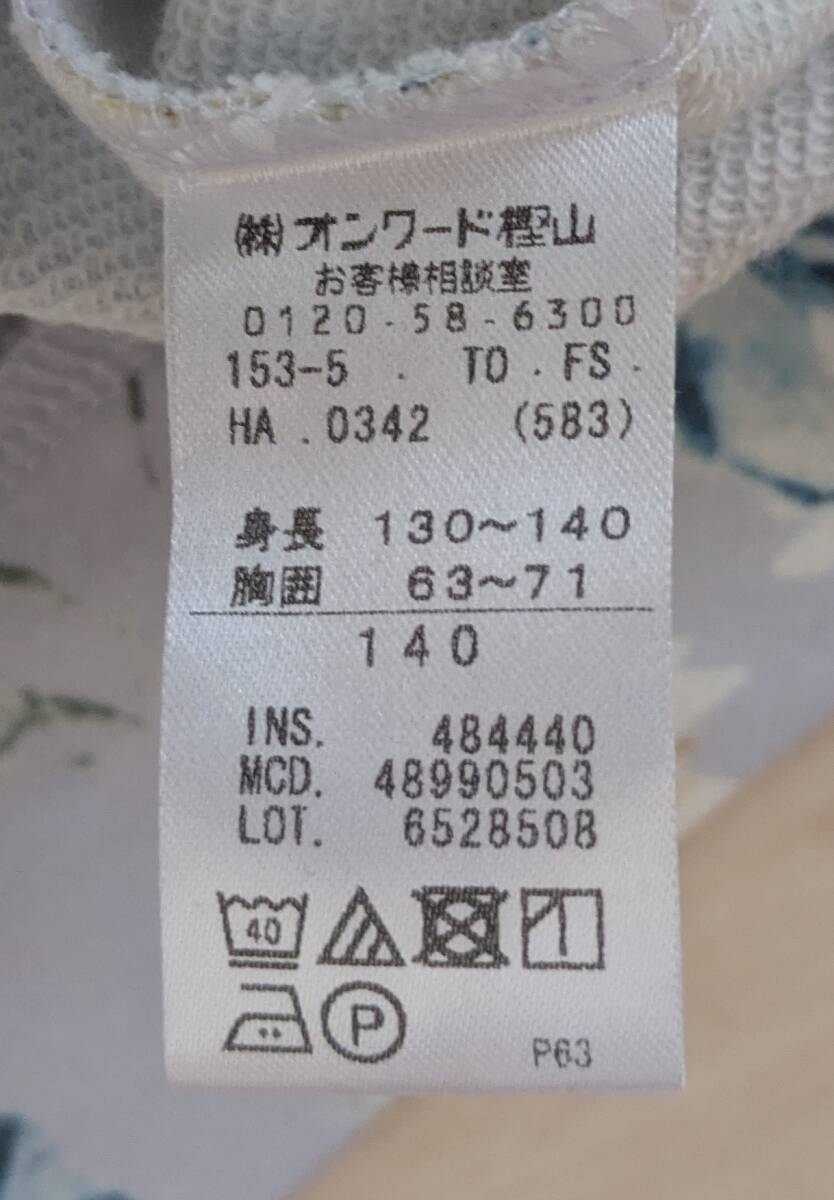 ㈱オンワード樫山
お客様相談室
0120-58-6300
153-5 . TO . FS .
HA . 0342 (583)
身長 130～140
胸囲 63～71
140
INS. 484440
MCD. 48990503
LOT. 6528508
40
P P63